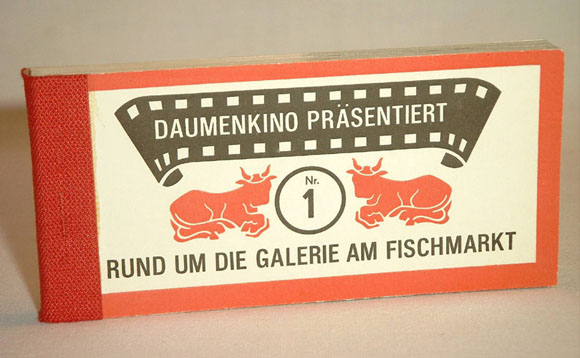 DAUMENKINO PRÄSENTIERT
Nr.
1
RUND UM DIE GALERIE AM FISCHMARKT